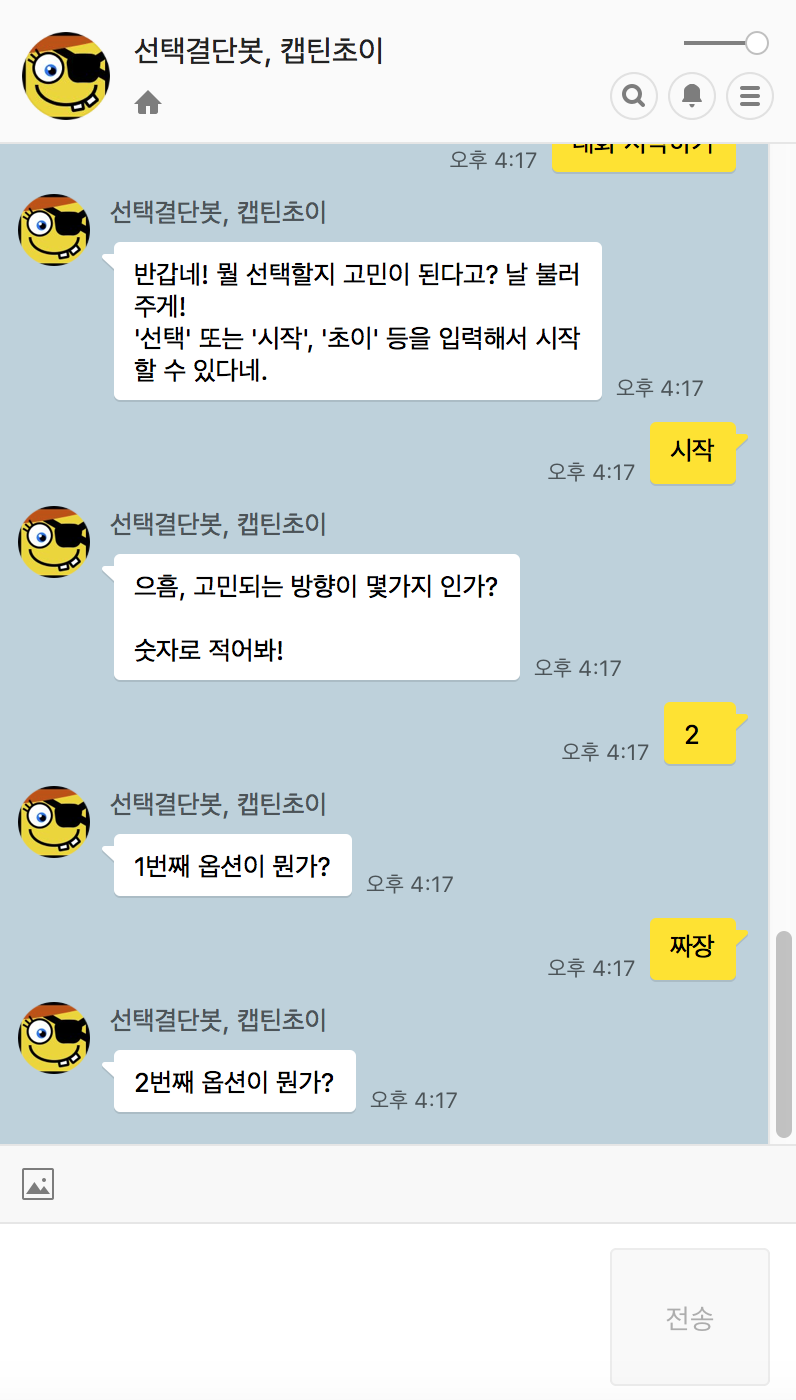 선택결단봇, 캡틴초이
대화 시작하기
오후 4:17
선택결단봇, 캡틴초이
반갑네! 뭘 선택할지 고민이 된다고? 날 불러
주게!
'선택' 또는 '시작', '초이' 등을 입력해서 시작
할 수 있다네.
오후 4:17
시작
오후 4:17
선택결단봇, 캡틴초이
으흠, 고민되는 방향이 몇가지 인가?
숫자로 적어봐!
오후 4:17
2
오후 4:17
선택결단봇, 캡틴초이
1번째 옵션이 뭔가?
오후 4:17
짜장
오후 4:17
선택결단봇, 캡틴초이
2번째 옵션이 뭔가?
오후 4:17
전송